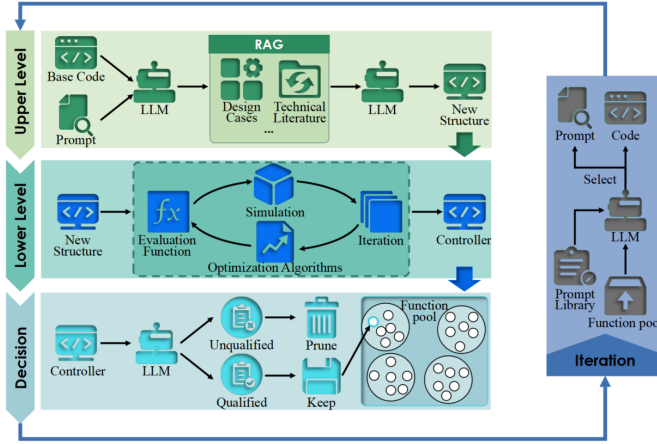 Upper Level
Base Code
Prompt
LLM
RAG
Design
Cases
Technical
Literature
...
LLM
New
Structure
Lower Level
New
Structure
fx
Evaluation
Function
Simulation
Optimization Algorithms
Iteration
Controller
Decision
Controller
LLM
Unqualified
Qualified
Prune
Keep
Function
pool
Prompt
Code
Select
LLM
Prompt
Library
Function pool
Iteration